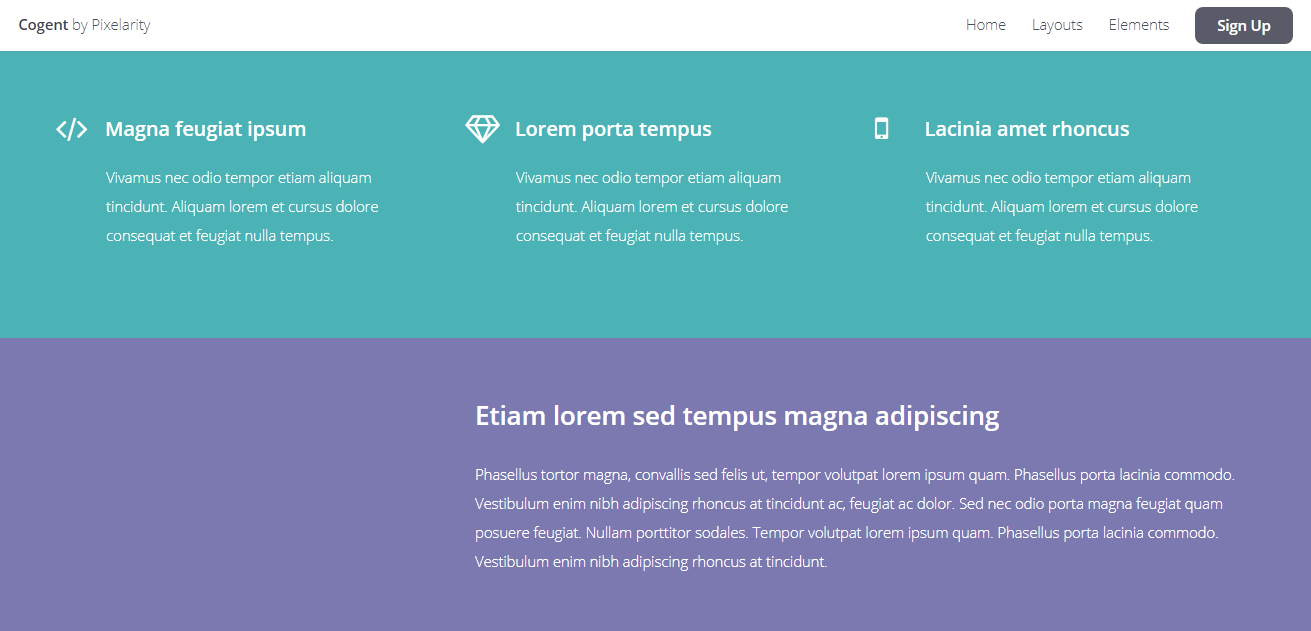 Cogent by Pixelarity
Home Layouts Elements Sign Up
Magna feugiat ipsum
Vivamus nec odio tempor etiam aliquam
tincidunt. Aliquam lorem et cursus dolore
consequat et feugiat nulla tempus.
Lorem porta tempus
Vivamus nec odio tempor etiam aliquam
tincidunt. Aliquam lorem et cursus dolore
consequat et feugiat nulla tempus.
Lacinia amet rhoncus
Vivamus nec odio tempor etiam aliquam
tincidunt. Aliquam lorem et cursus dolore
consequat et feugiat nulla tempus.
Etiam lorem sed tempus magna adipiscing
Phasellus tortor magna, convallis sed felis ut, tempor volutpat lorem ipsum quam. Phasellus porta lacinia commodo.
Vestibulum enim nibh adipiscing rhoncus at tincidunt ac, feugiat ac dolor. Sed nec odio porta magna feugiat quam
posuere feugiat. Nullam porttitor sodales. Tempor volutpat lorem ipsum quam. Phasellus porta lacinia commodo.
Vestibulum enim nibh adipiscing rhoncus at tincidunt.